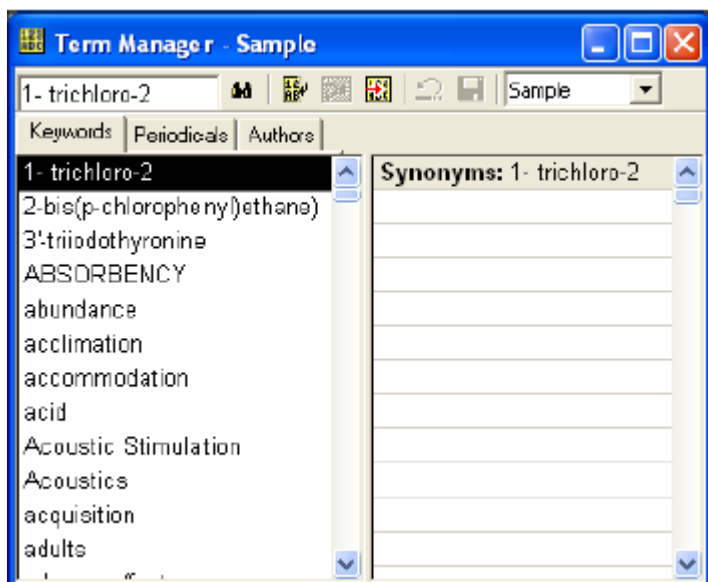 Term Manager - Sample
1- trichloro-2
Sample
Keywords Periodicals Authors
1- trichloro-2
2-bis(p-chlorophenyl)ethane)
3'-triiodothyronine
ABSORBENCY
abundance
acclimation
accommodation
acid
Acoustic Stimulation
Acoustics
acquisition
adults
Synonyms: 1- trichloro-2